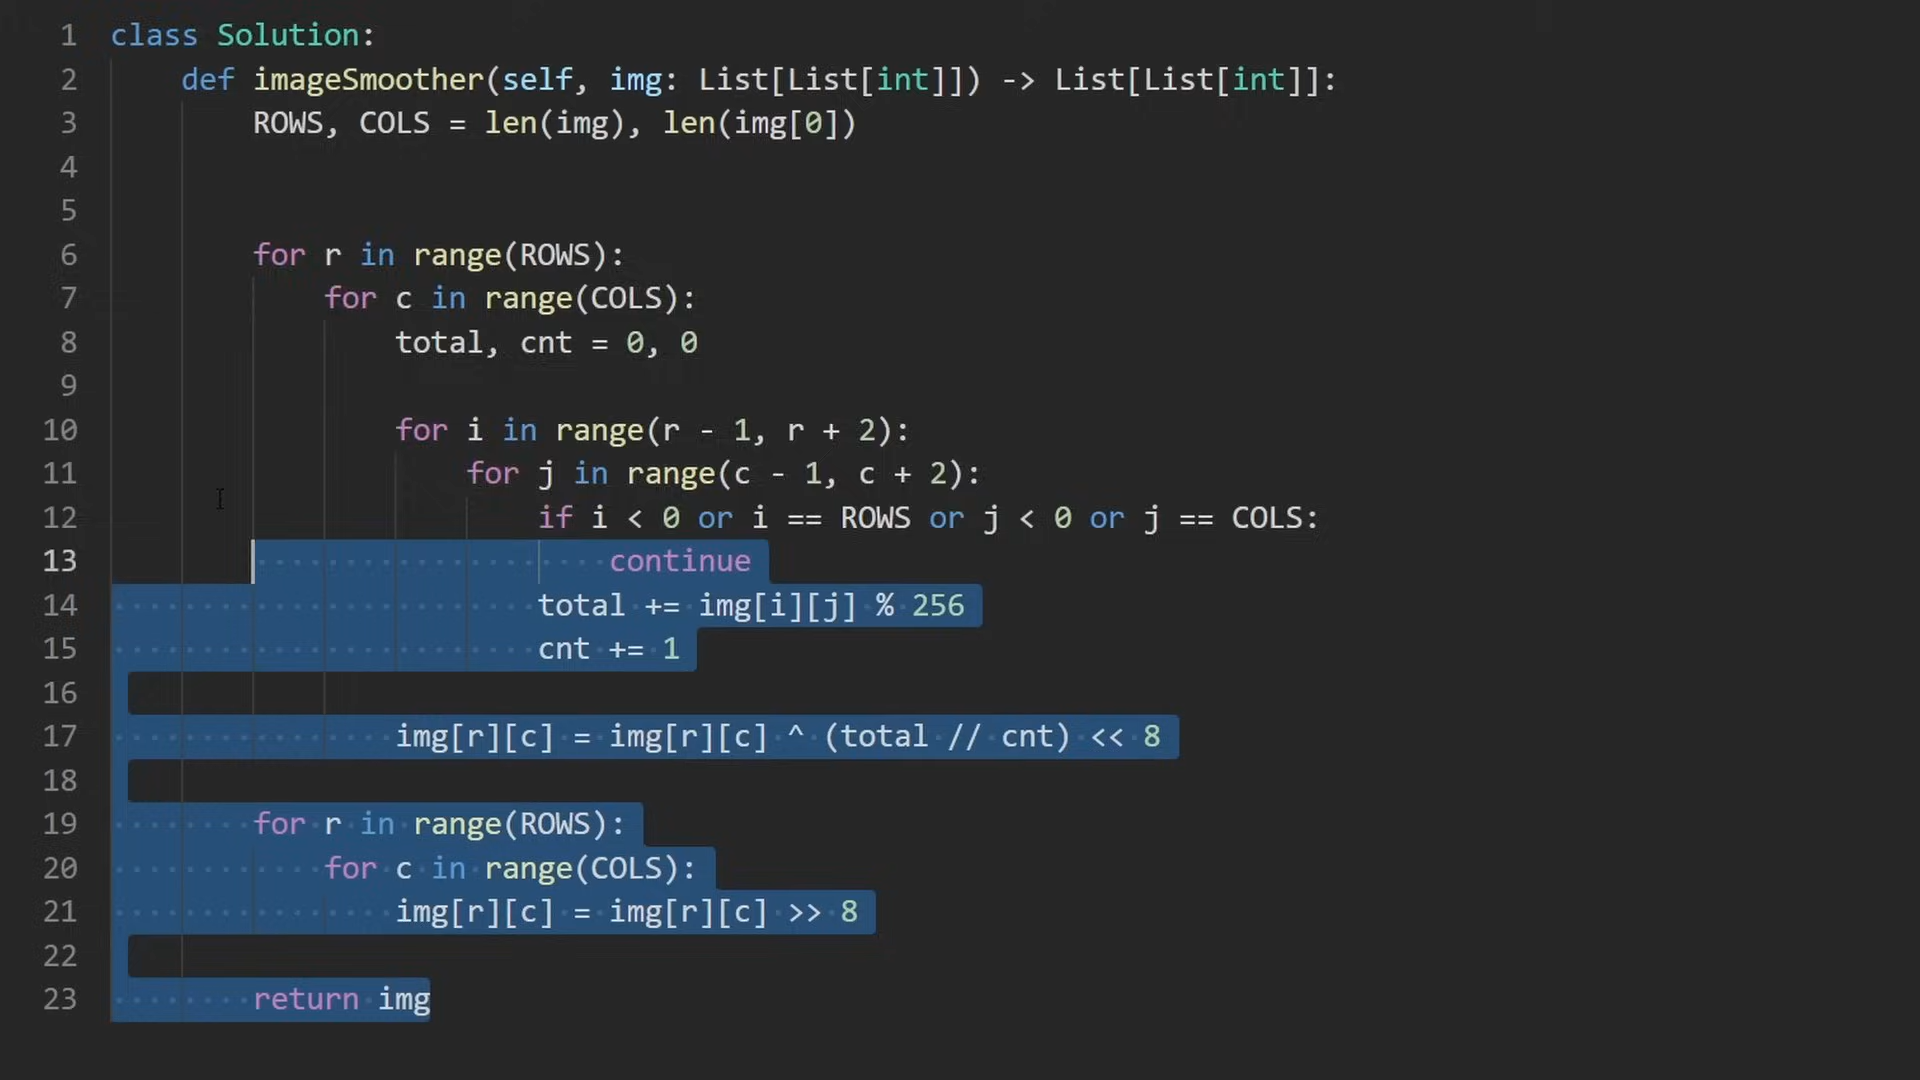 1 class Solution:
2 def imageSmoother(self, img: List[List[int]]) -> List[List[int]]:
3 ROWS, COLS = len(img), len(img[0])
4
5
6 for r in range(ROWS):
7 for c in range(COLS):
8 total, cnt = 0, 0
9
10 for i in range(r - 1, r + 2):
11 for j in range(c - 1, c + 2):
12 if i < 0 or i == ROWS or j < 0 or j == COLS:
13 continue
14 total += img[i][j] % 256
15 cnt += 1
16
17 img[r][c] = img[r][c] ^ (total // cnt) << 8
18
19 for r in range(ROWS):
20 for c in range(COLS):
21 img[r][c] = img[r][c] >> 8
22
23 return img